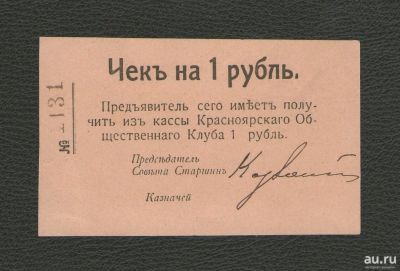 Чекъ на 1 рубль.
№ 131
Предъявитель сего имѣетъ полу-
чить изъ кассы Красноярскаго Об-
щественнаго Клуба 1 рубль.
Предсѣдатель
Совѣта Старшинъ
Казначей
au.ru